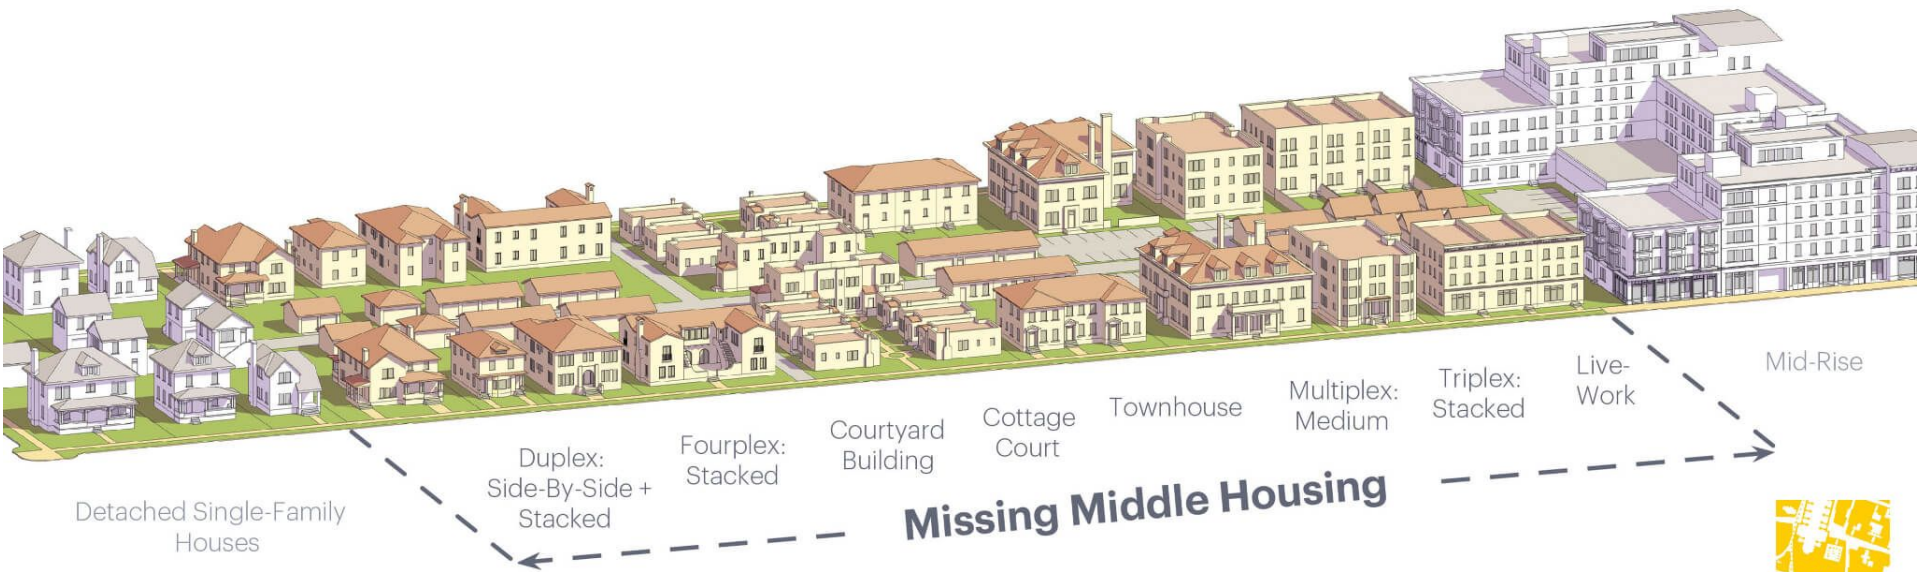 Detached Single-Family
Houses
Duplex:
Side-By-Side +
Stacked
Fourplex:
Stacked
Courtyard
Building
Cottage
Court
Townhouse
Multiplex:
Medium
Triplex:
Stacked
Live-
Work
Mid-Rise
Missing Middle Housing